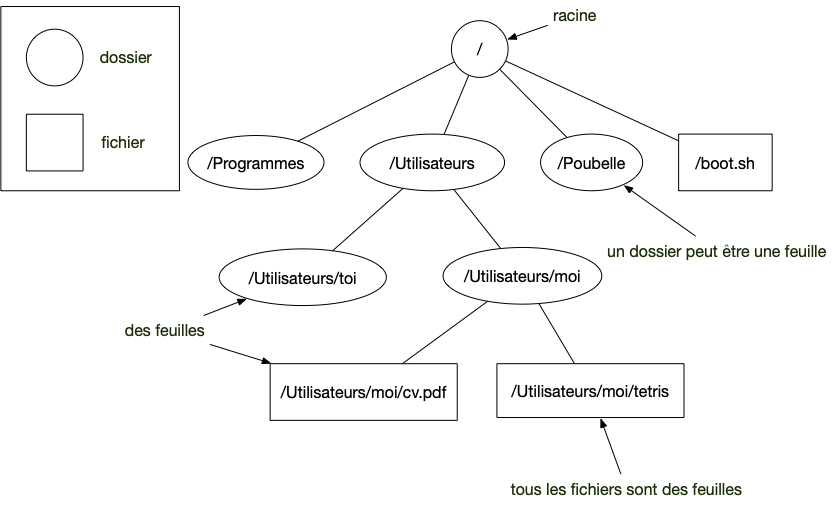 racine
dossier
/
fichier
/Programmes
/Utilisateurs
/Poubelle
/boot.sh
un dossier peut être une feuille
/Utilisateurs/toi
/Utilisateurs/moi
des feuilles
/Utilisateurs/moi/cv.pdf
/Utilisateurs/moi/tetris
tous les fichiers sont des feuilles